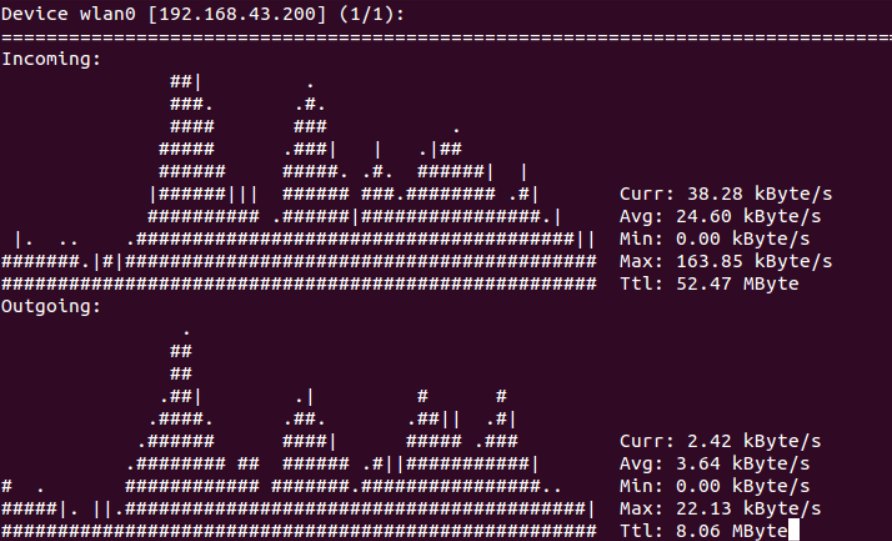 Device wlan0 [192.168.43.200] (1/1):
================================================================================
Incoming:
Curr: 38.28 kByte/s
Avg: 24.60 kByte/s
Min: 0.00 kByte/s
Max: 163.85 kByte/s
Ttl: 52.47 MByte
Outgoing:
Curr: 2.42 kByte/s
Avg: 3.64 kByte/s
Min: 0.00 kByte/s
Max: 22.13 kByte/s
Ttl: 8.06 MByte